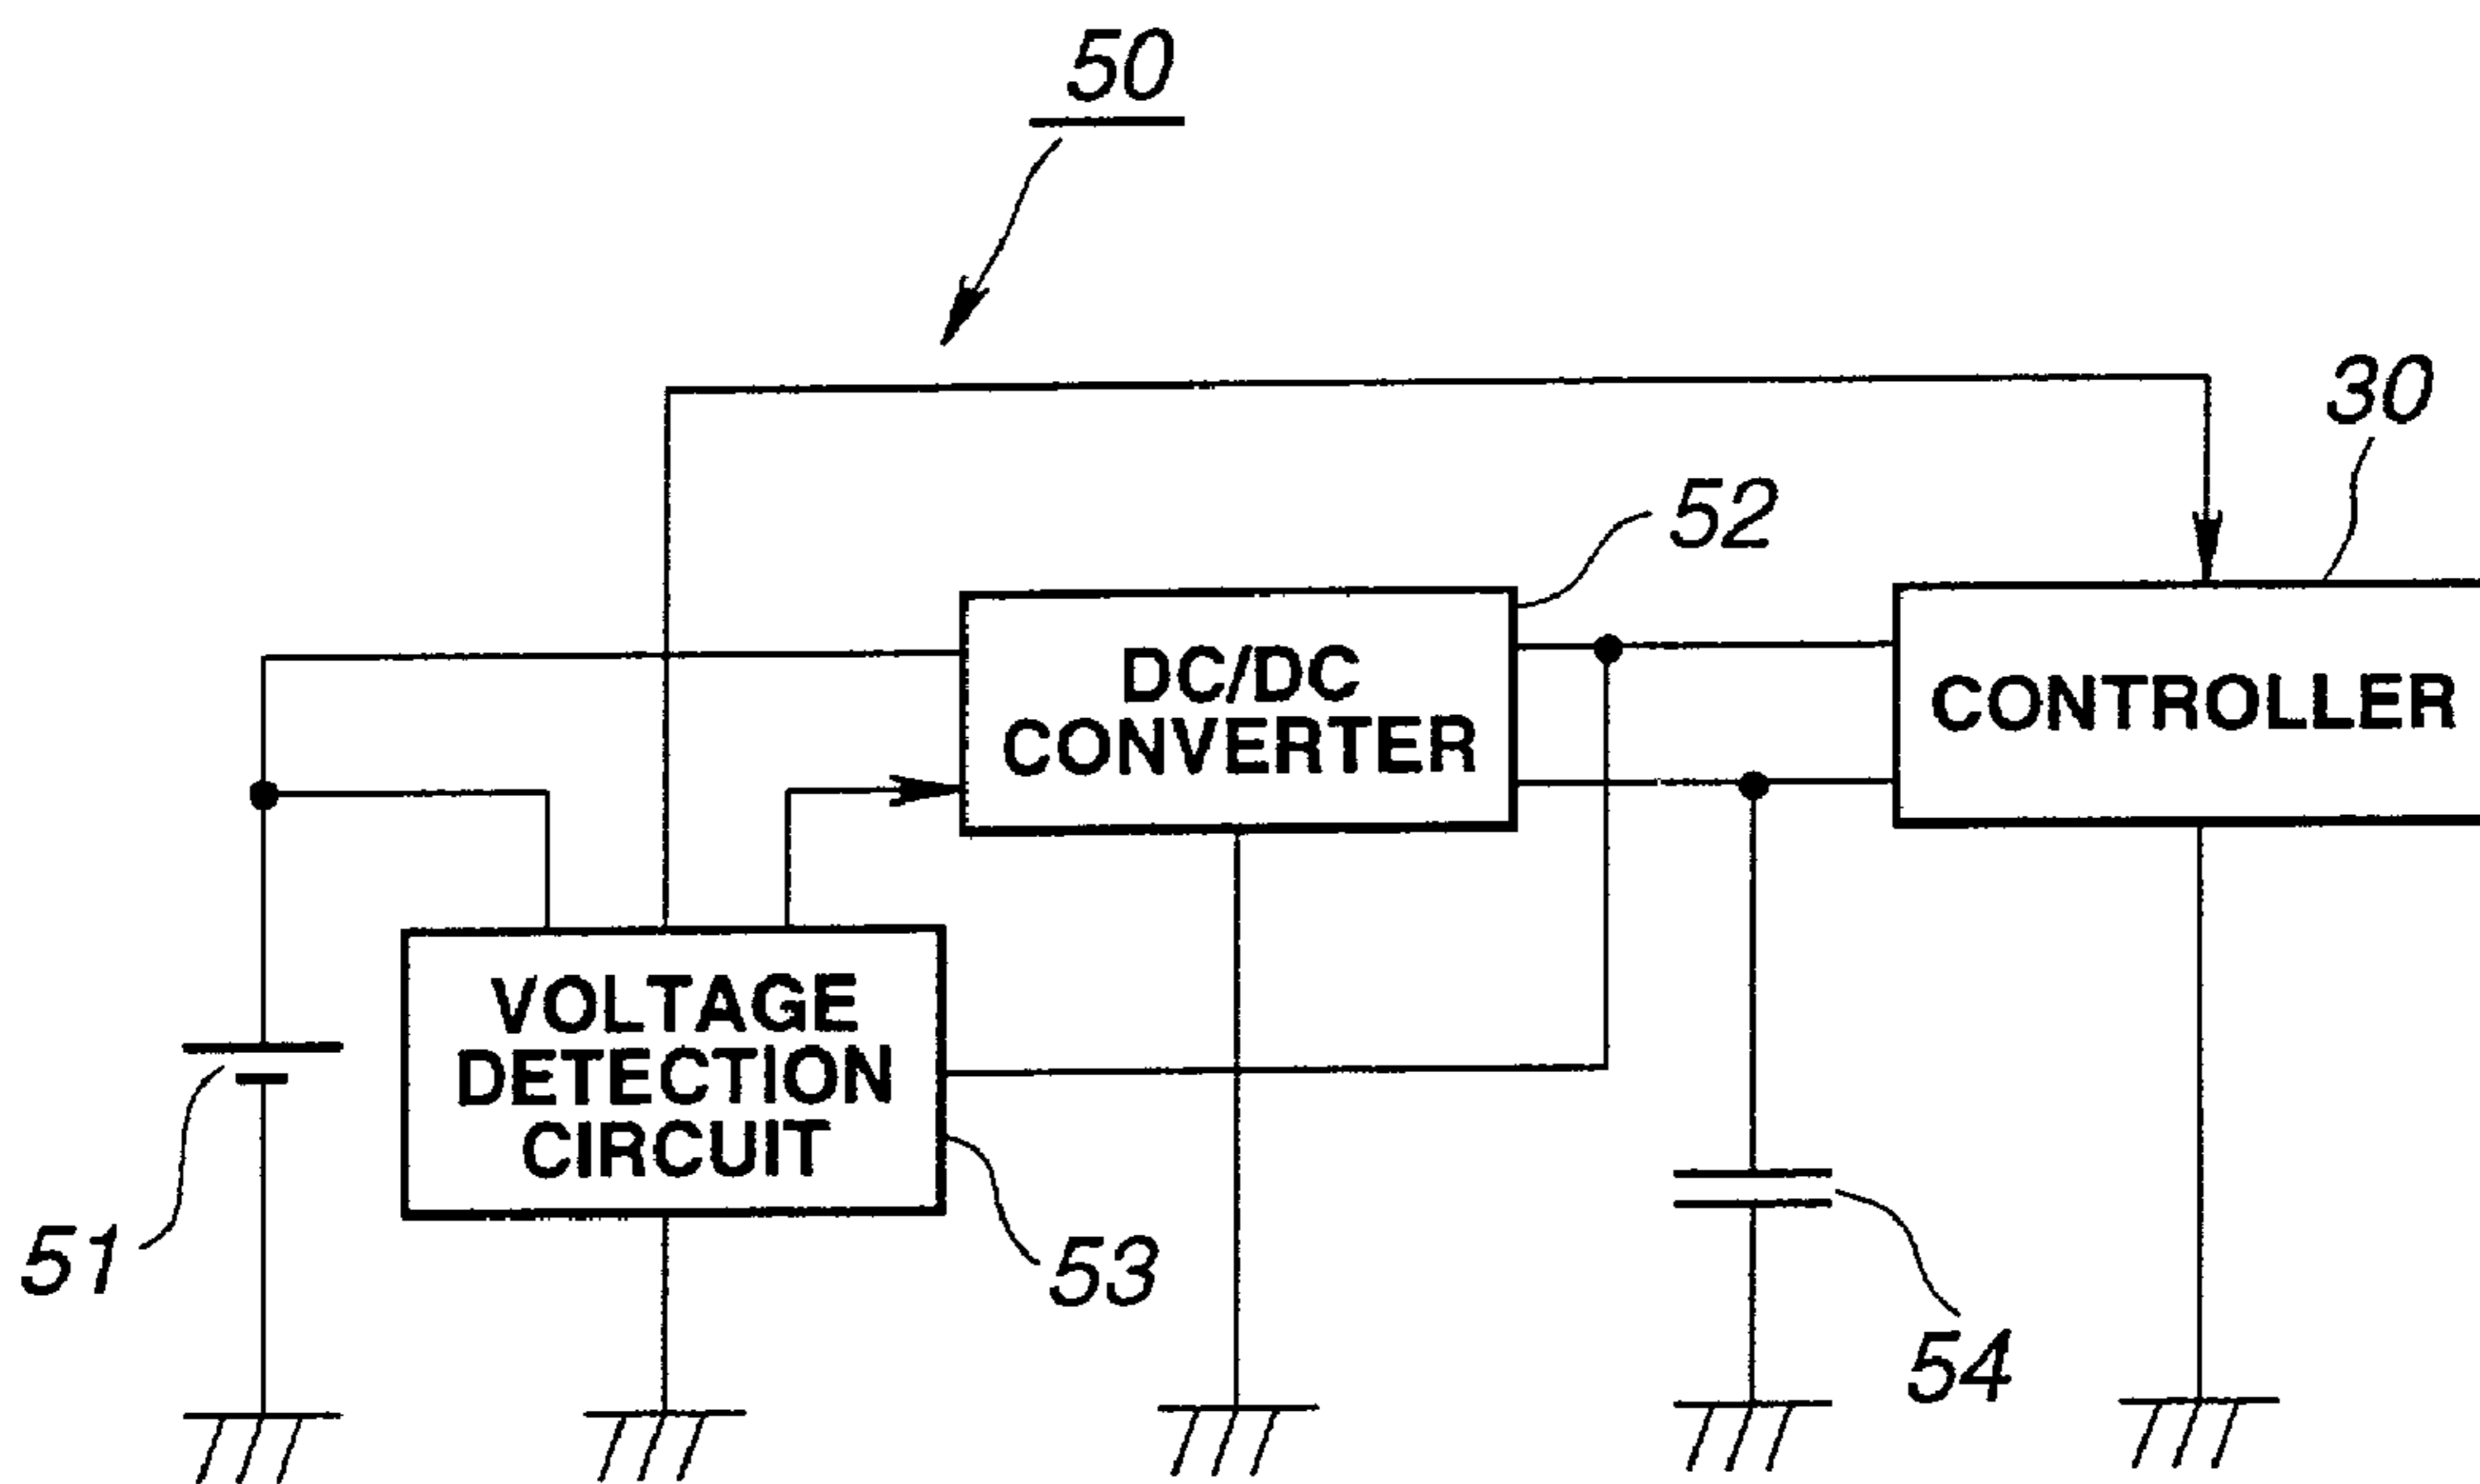 50
30
52
DC/DC
CONVERTER
CONTROLLER
VOLTAGE
DETECTION
CIRCUIT
51
53
54